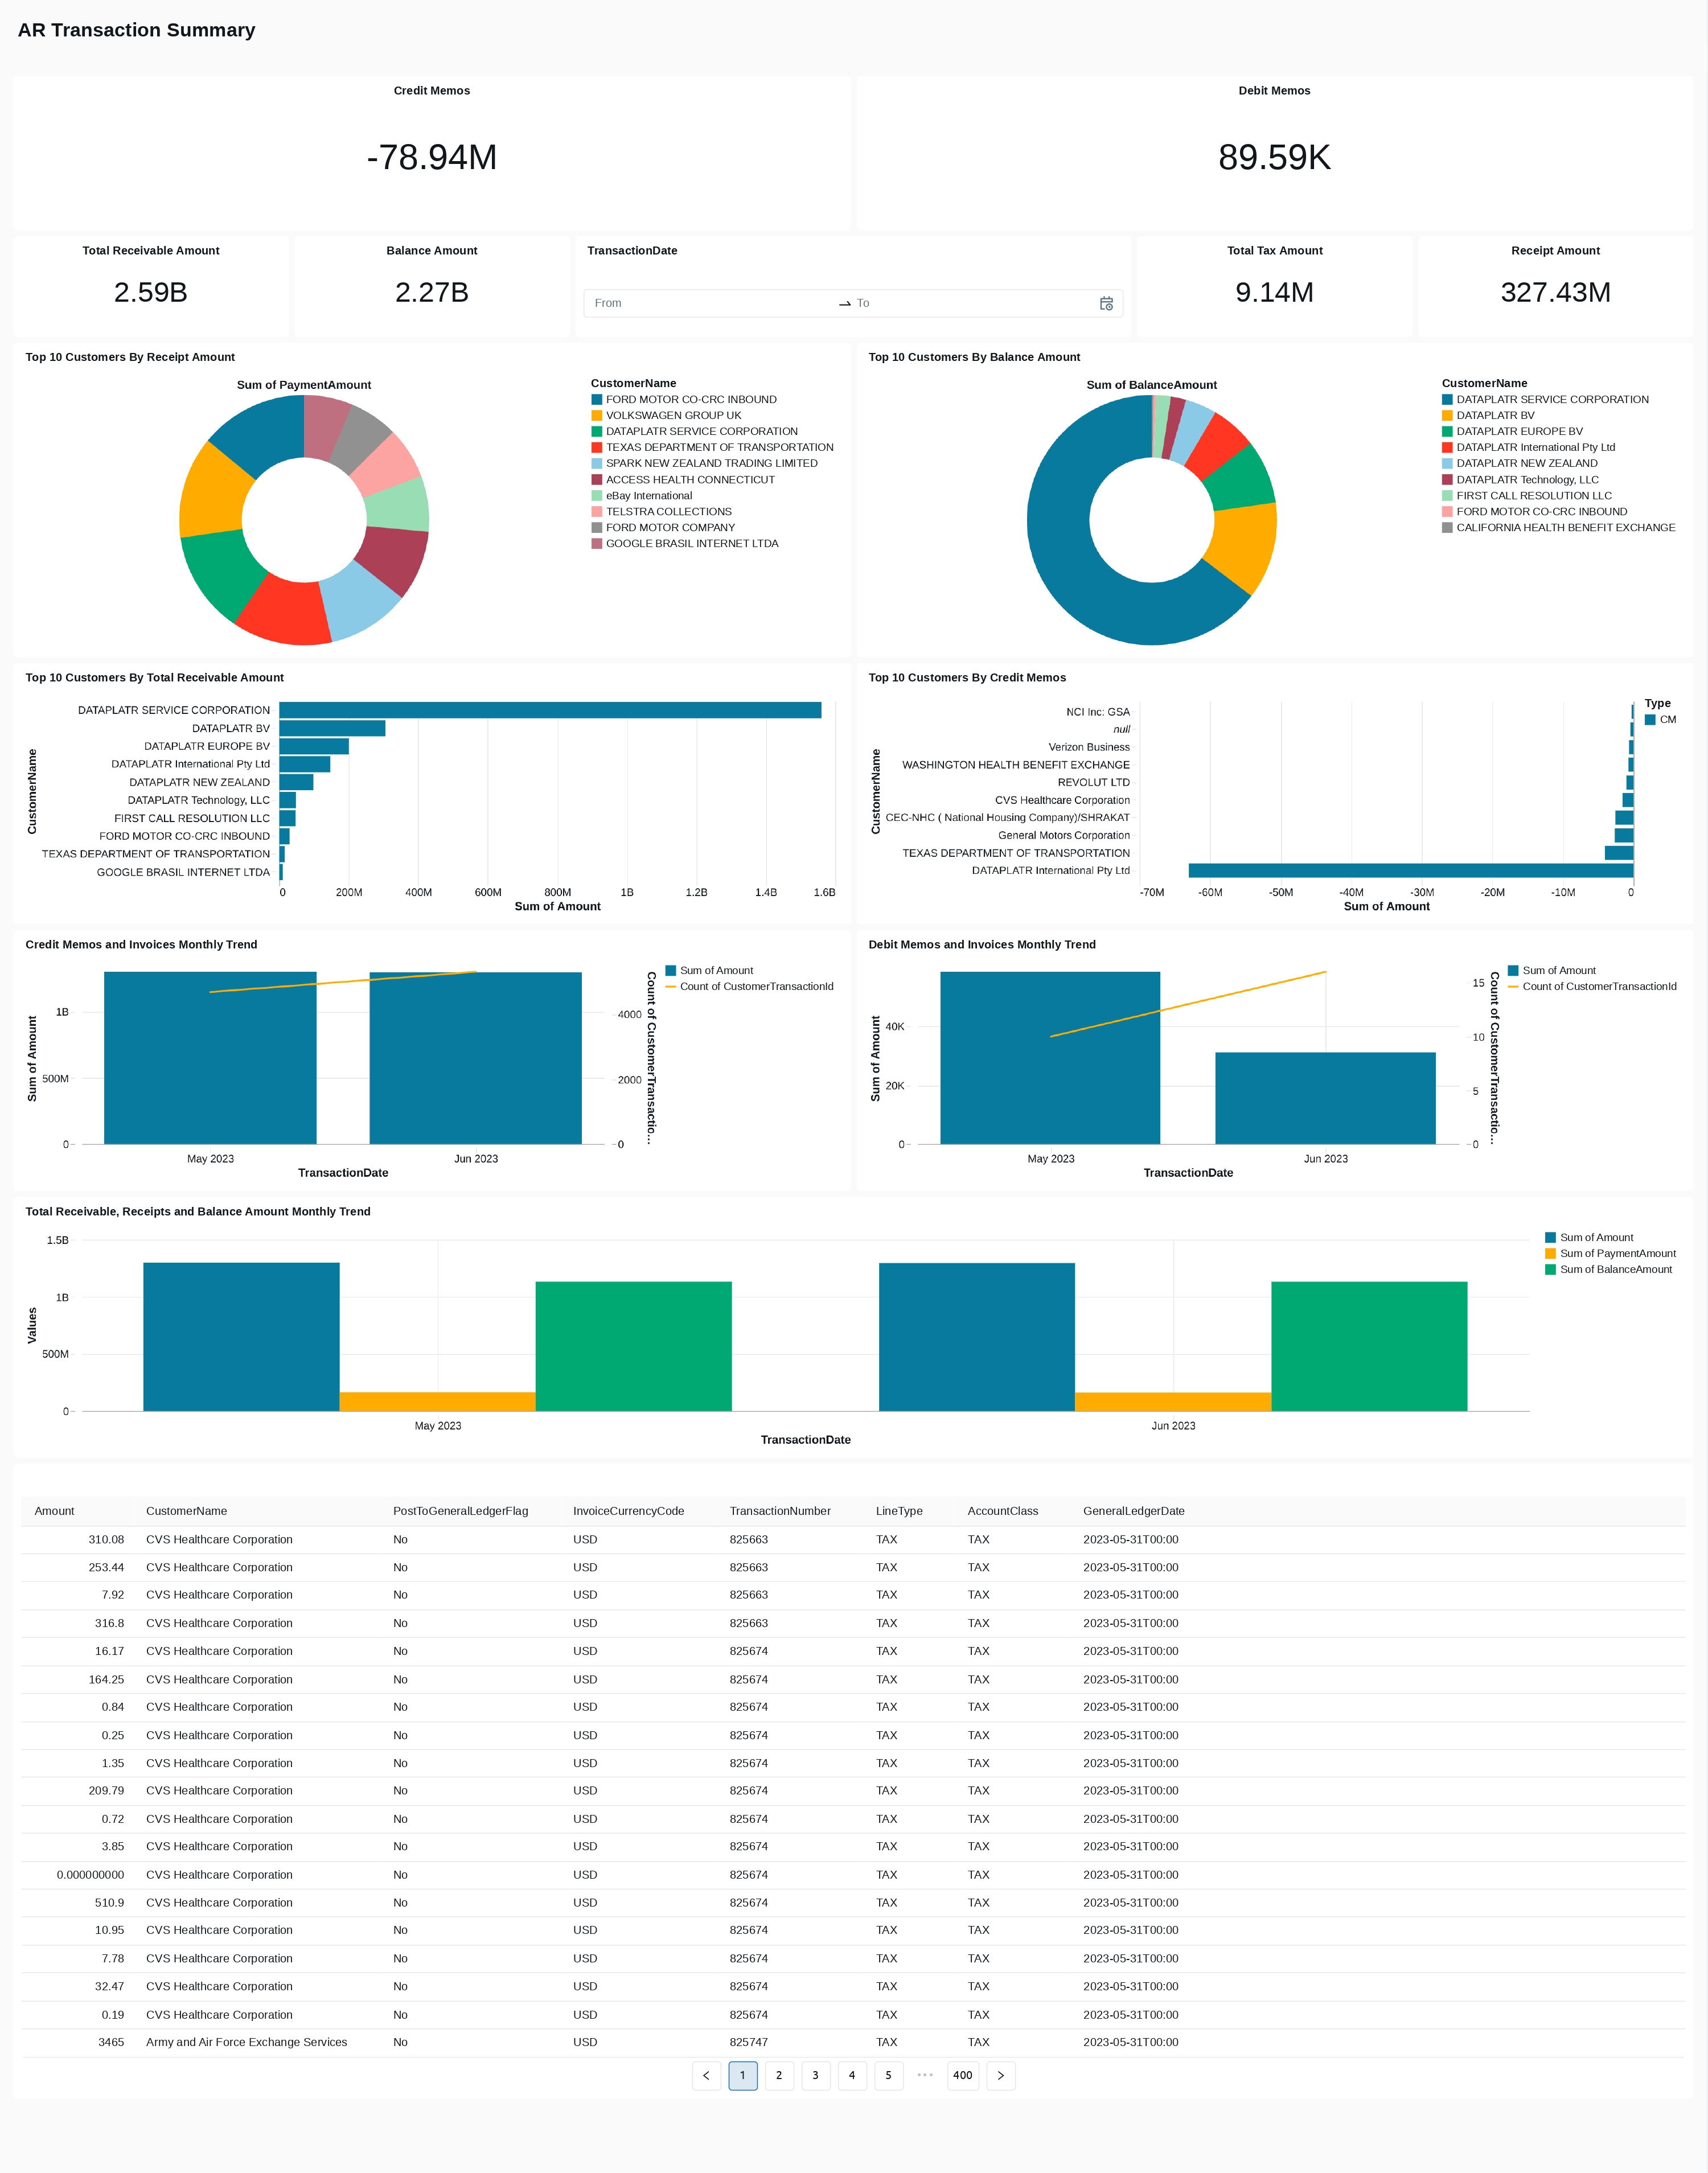 AR Transaction Summary
Credit Memos
-78.94M
Debit Memos
89.59K
Total Receivable Amount
2.59B
Balance Amount
2.27B
TransactionDate
From To
Total Tax Amount
9.14M
Receipt Amount
327.43M
Top 10 Customers By Receipt Amount
Sum of PaymentAmount
CustomerName
FORD MOTOR CO-CRC INBOUND
VOLKSWAGEN GROUP UK
DATAPLATR SERVICE CORPORATION
TEXAS DEPARTMENT OF TRANSPORTATION
SPARK NEW ZEALAND TRADING LIMITED
ACCESS HEALTH CONNECTICUT
eBay International
TELSTRA COLLECTIONS
FORD MOTOR COMPANY
GOOGLE BRASIL INTERNET LTDA
Top 10 Customers By Balance Amount
Sum of BalanceAmount
CustomerName
DATAPLATR SERVICE CORPORATION
DATAPLATR BV
DATAPLATR EUROPE BV
DATAPLATR International Pty Ltd
DATAPLATR NEW ZEALAND
DATAPLATR Technology, LLC
FIRST CALL RESOLUTION LLC
FORD MOTOR CO-CRC INBOUND
CALIFORNIA HEALTH BENEFIT EXCHANGE
Top 10 Customers By Total Receivable Amount
CustomerName
DATAPLATR SERVICE CORPORATION
DATAPLATR BV
DATAPLATR EUROPE BV
DATAPLATR International Pty Ltd
DATAPLATR NEW ZEALAND
DATAPLATR Technology, LLC
FIRST CALL RESOLUTION LLC
FORD MOTOR CO-CRC INBOUND
TEXAS DEPARTMENT OF TRANSPORTATION
GOOGLE BRASIL INTERNET LTDA
0 200M 400M 600M 800M 1B 1.2B 1.4B 1.6B
Sum of Amount
Top 10 Customers By Credit Memos
CustomerName
NCI Inc: GSA
null
Verizon Business
WASHINGTON HEALTH BENEFIT EXCHANGE
REVOLUT LTD
CVS Healthcare Corporation
CEC-NHC ( National Housing Company)/SHRAKAT
General Motors Corporation
TEXAS DEPARTMENT OF TRANSPORTATION
DATAPLATR International Pty Ltd
-70M -60M -50M -40M -30M -20M -10M 0
Sum of Amount
Type
CM
Credit Memos and Invoices Monthly Trend
Sum of Amount
1B
500M
0
4000
2000
0
Count of CustomerTransactio...
May 2023 Jun 2023
TransactionDate
Sum of Amount
Count of CustomerTransactionId
Debit Memos and Invoices Monthly Trend
Sum of Amount
40K
20K
0
15
10
5
0
Count of CustomerTransactio...
May 2023 Jun 2023
TransactionDate
Sum of Amount
Count of CustomerTransactionId
Total Receivable, Receipts and Balance Amount Monthly Trend
Values
1.5B
1B
500M
0
May 2023 Jun 2023
TransactionDate
Sum of Amount
Sum of PaymentAmount
Sum of BalanceAmount
Amount CustomerName PostToGeneralLedgerFlag InvoiceCurrencyCode TransactionNumber LineType AccountClass GeneralLedgerDate
310.08 CVS Healthcare Corporation No USD 825663 TAX TAX 2023-05-31T00:00
253.44 CVS Healthcare Corporation No USD 825663 TAX TAX 2023-05-31T00:00
7.92 CVS Healthcare Corporation No USD 825663 TAX TAX 2023-05-31T00:00
316.8 CVS Healthcare Corporation No USD 825663 TAX TAX 2023-05-31T00:00
16.17 CVS Healthcare Corporation No USD 825674 TAX TAX 2023-05-31T00:00
164.25 CVS Healthcare Corporation No USD 825674 TAX TAX 2023-05-31T00:00
0.84 CVS Healthcare Corporation No USD 825674 TAX TAX 2023-05-31T00:00
0.25 CVS Healthcare Corporation No USD 825674 TAX TAX 2023-05-31T00:00
1.35 CVS Healthcare Corporation No USD 825674 TAX TAX 2023-05-31T00:00
209.79 CVS Healthcare Corporation No USD 825674 TAX TAX 2023-05-31T00:00
0.72 CVS Healthcare Corporation No USD 825674 TAX TAX 2023-05-31T00:00
3.85 CVS Healthcare Corporation No USD 825674 TAX TAX 2023-05-31T00:00
0.000000000 CVS Healthcare Corporation No USD 825674 TAX TAX 2023-05-31T00:00
510.9 CVS Healthcare Corporation No USD 825674 TAX TAX 2023-05-31T00:00
10.95 CVS Healthcare Corporation No USD 825674 TAX TAX 2023-05-31T00:00
7.78 CVS Healthcare Corporation No USD 825674 TAX TAX 2023-05-31T00:00
32.47 CVS Healthcare Corporation No USD 825674 TAX TAX 2023-05-31T00:00
0.19 CVS Healthcare Corporation No USD 825674 TAX TAX 2023-05-31T00:00
3465 Army and Air Force Exchange Services No USD 825747 TAX TAX 2023-05-31T00:00
1 2 3 4 5 ••• 400